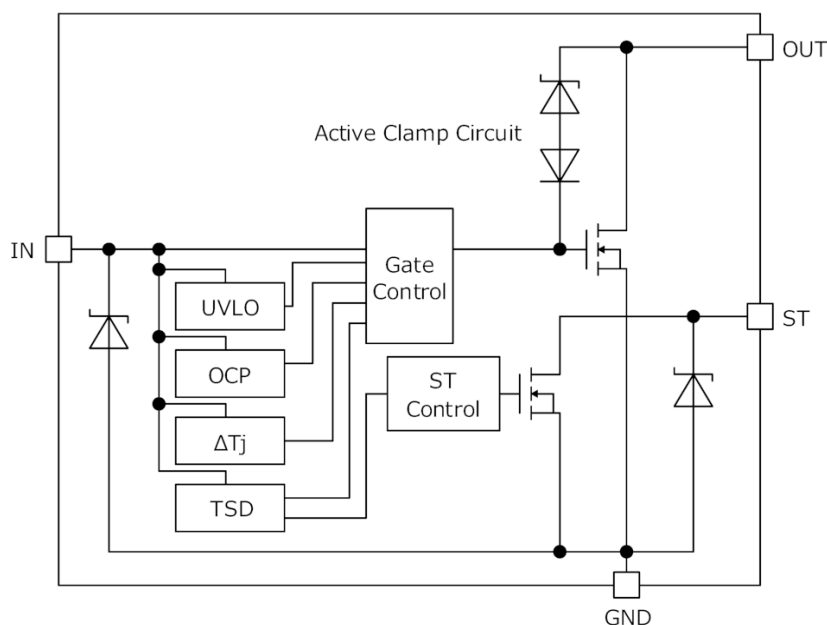 OUT
Active Clamp Circuit
IN
Gate
Control
UVLO
ST
OCP
ST
Control
ΔTj
TSD
GND